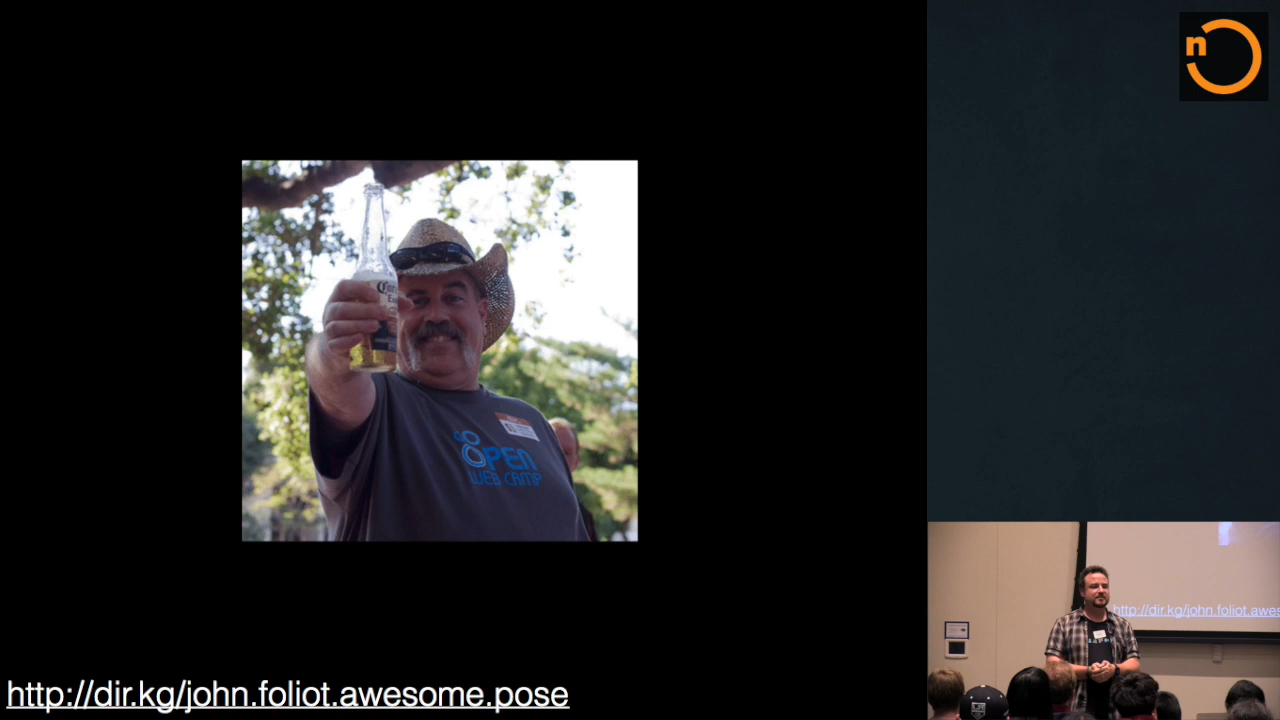 n
OPEN
WEB CAMP
http://dir.kg/john.foliot.awesome.pose
http://dir.kg/john.foliot.awes